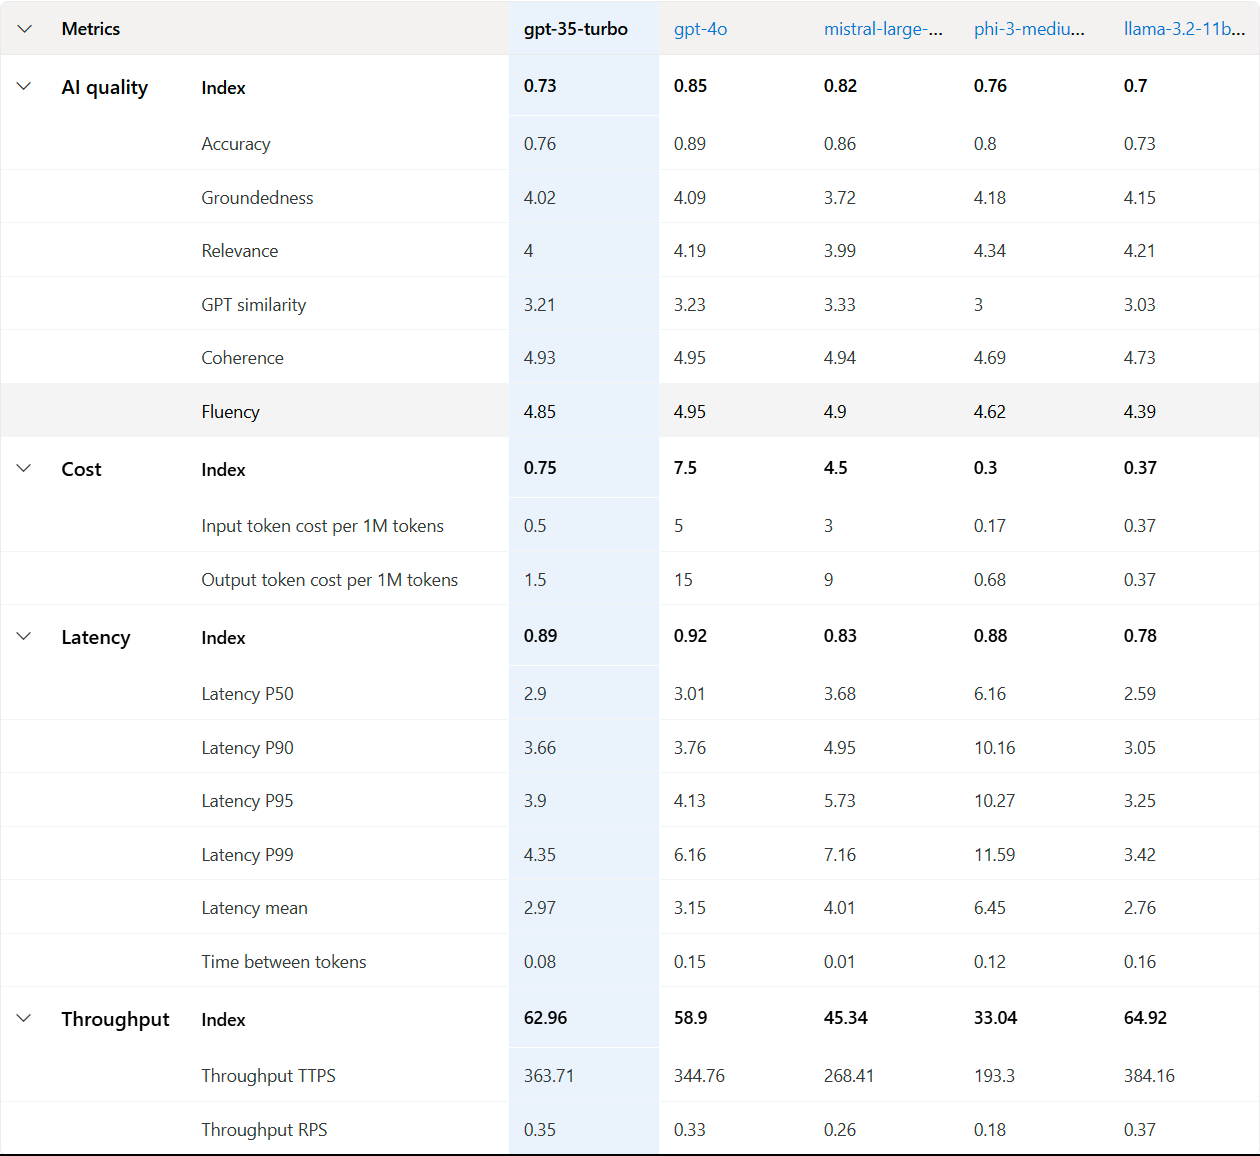 Metrics gpt-35-turbo gpt-4o mistral-large-... phi-3-mediu... llama-3.2-11b...
AI quality Index 0.73 0.85 0.82 0.76 0.7
Accuracy 0.76 0.89 0.86 0.8 0.73
Groundedness 4.02 4.09 3.72 4.18 4.15
Relevance 4 4.19 3.99 4.34 4.21
GPT similarity 3.21 3.23 3.33 3 3.03
Coherence 4.93 4.95 4.94 4.69 4.73
Fluency 4.85 4.95 4.9 4.62 4.39
Cost Index 0.75 7.5 4.5 0.3 0.37
Input token cost per 1M tokens 0.5 5 3 0.17 0.37
Output token cost per 1M tokens 1.5 15 9 0.68 0.37
Latency Index 0.89 0.92 0.83 0.88 0.78
Latency P50 2.9 3.01 3.68 6.16 2.59
Latency P90 3.66 3.76 4.95 10.16 3.05
Latency P95 3.9 4.13 5.73 10.27 3.25
Latency P99 4.35 6.16 7.16 11.59 3.42
Latency mean 2.97 3.15 4.01 6.45 2.76
Time between tokens 0.08 0.15 0.01 0.12 0.16
Throughput Index 62.96 58.9 45.34 33.04 64.92
Throughput TTPS 363.71 344.76 268.41 193.3 384.16
Throughput RPS 0.35 0.33 0.26 0.18 0.37